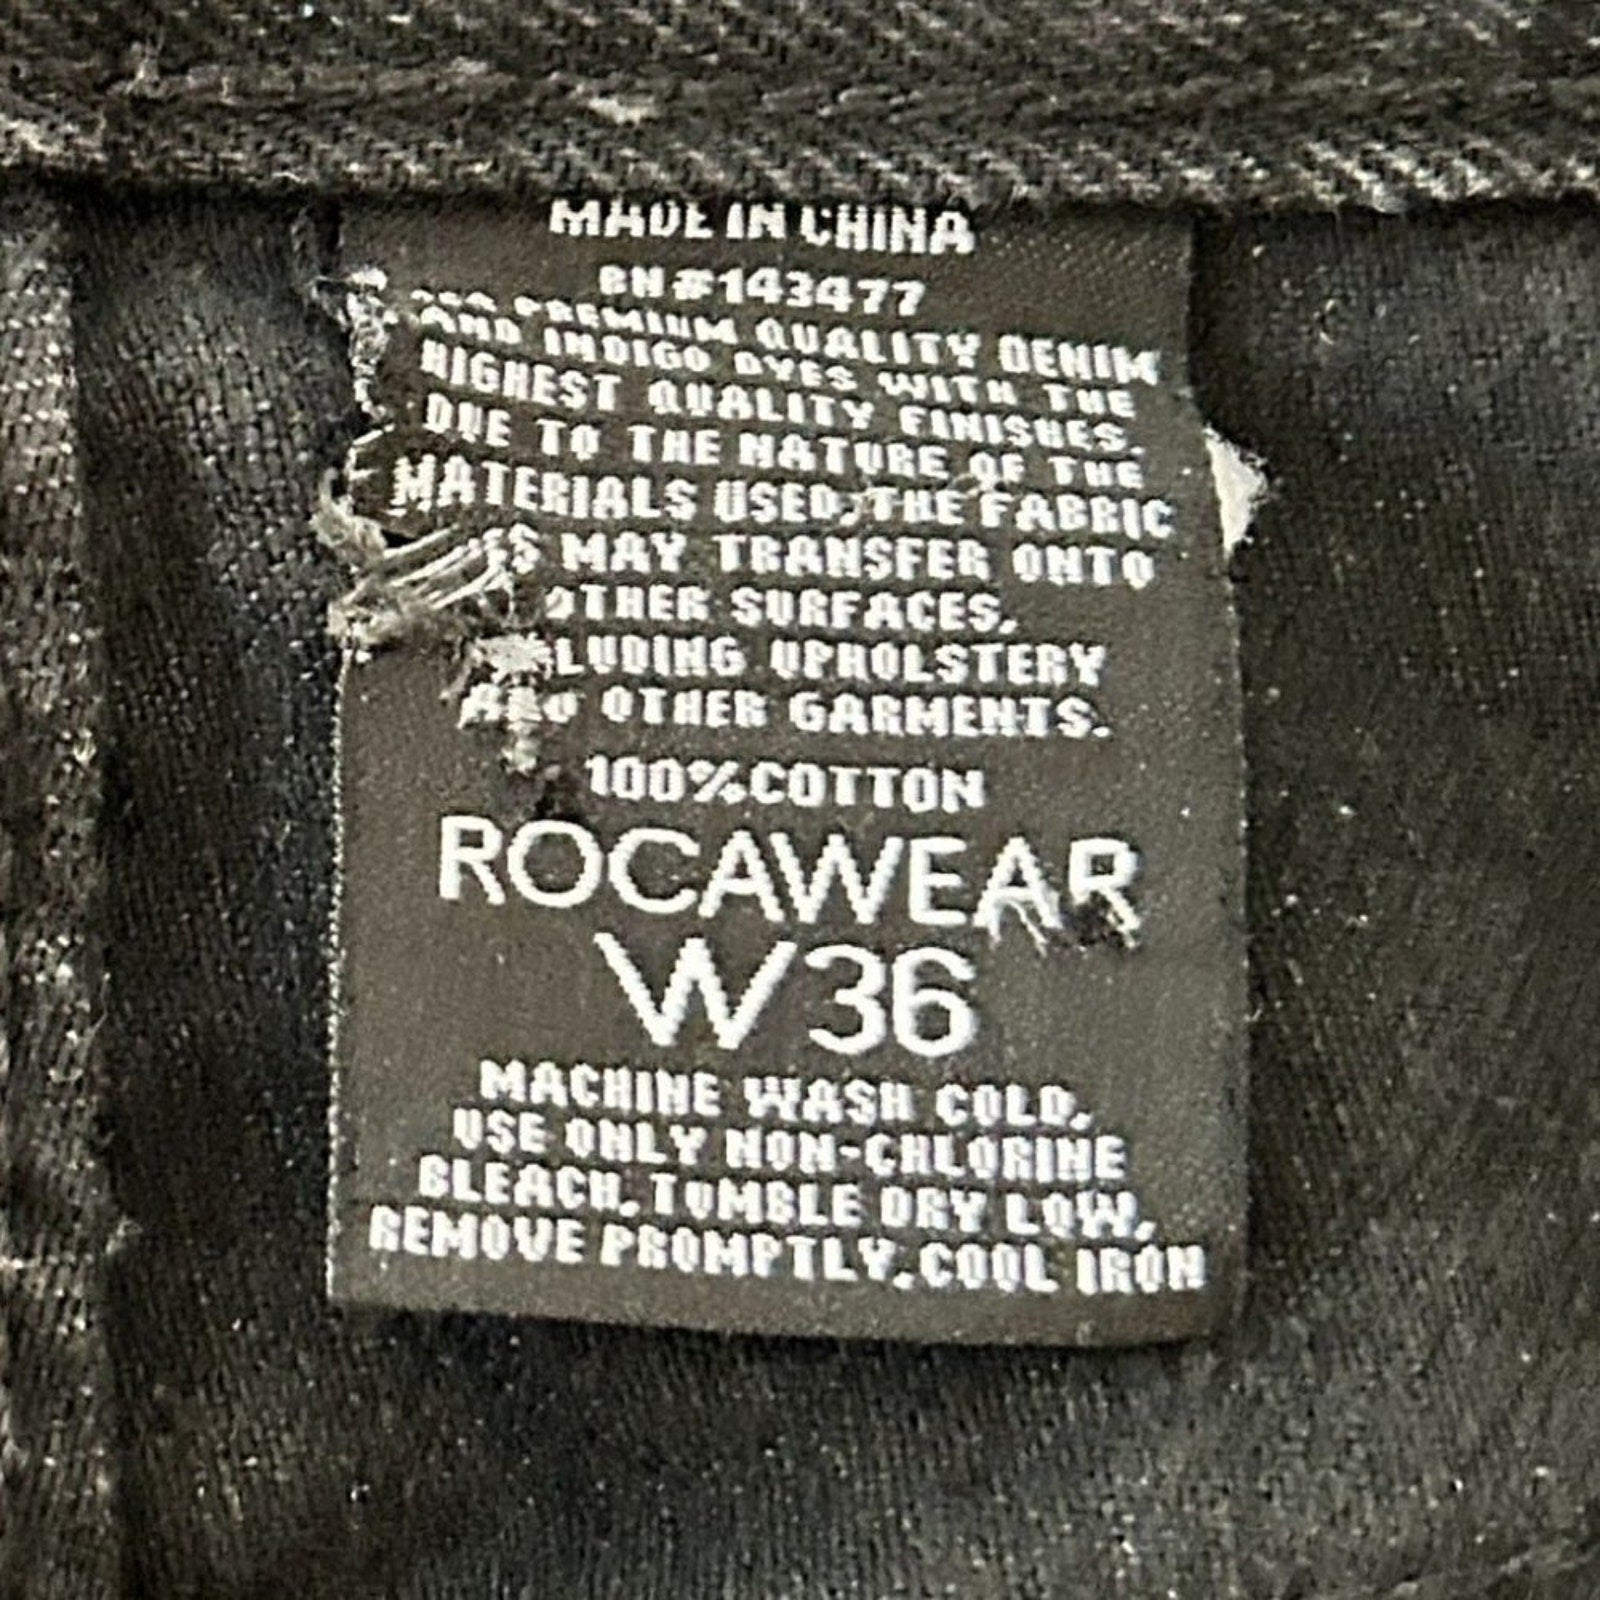 MADE IN CHINA
RN#143477
PREMIUM QUALITY DENIM
AND INDIGO DYES WITH THE
HIGHEST QUALITY FINISHES.
DUE TO THE NATURE OF THE
MATERIALS USED, THE FABRIC
MAY TRANSFER ONTO
OTHER SURFACES,
UPHOLSTERY
AND OTHER GARMENTS.
100%COTTON
ROCAWEAR
W36
MACHINE WASH COLD,
USE ONLY NON-CHLORINE
BLEACH, TUMBLE DRY LOW,
REMOVE PROMPTLY, COOL IRON